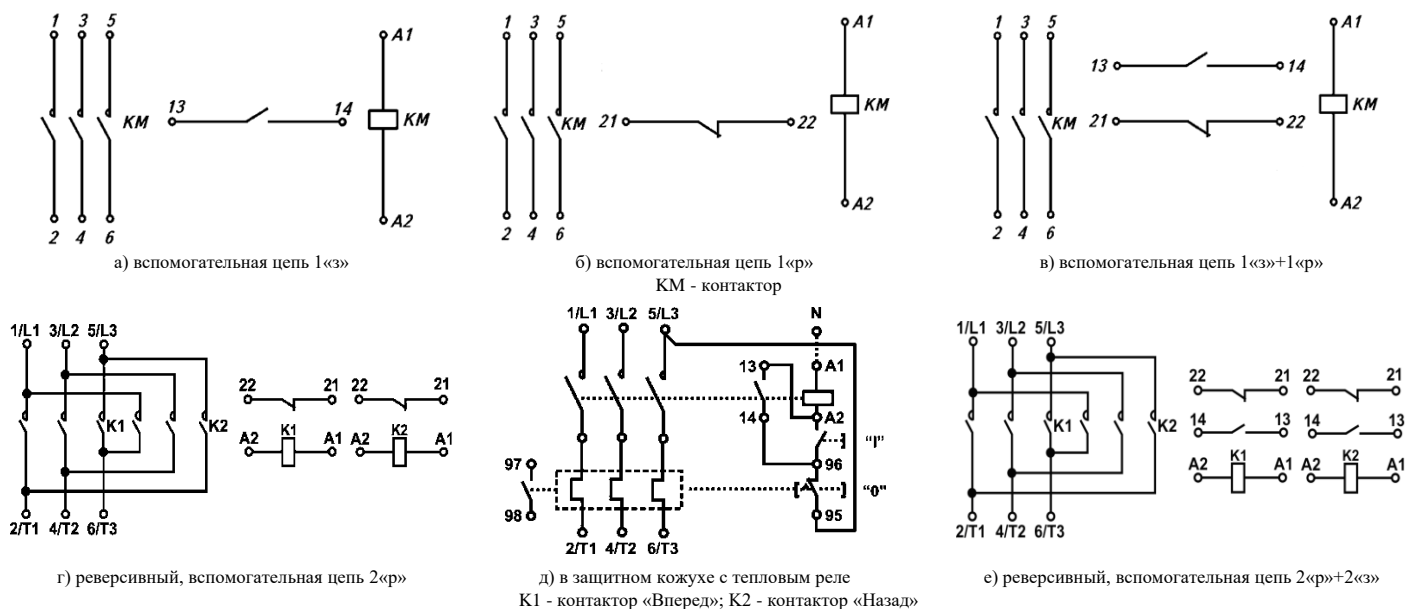 1 3 5 A1
KM 13 14 KM
2 4 6 A2
а) вспомогательная цепь 1«з»
1 3 5 A1
KM 21 22 KM
2 4 6 A2
б) вспомогательная цепь 1«р»
1 3 5 A1
13 14
KM 21 22 KM
2 4 6 A2
в) вспомогательная цепь 1«з»+1«р»
КМ - контактор
1/L1 3/L2 5/L3
22 21 22 21
K1 K2
A2 K1 A1 A2 K2 A1
2/T1 4/T2 6/T3
г) реверсивный, вспомогательная цепь 2«р»
1/L1 3/L2 5/L3 N
13 A1
14 A2
"I"
97 96
"0"
98 95
2/T1 4/T2 6/T3
д) в защитном кожухе с тепловым реле
1/L1 3/L2 5/L3
22 21 22 21
K1 K2 14 13 14 13
A2 K1 A1 A2 K2 A1
2/T1 4/T2 6/T3
е) реверсивный, вспомогательная цепь 2«р»+2«з»
К1 - контактор «Вперед»; К2 - контактор «Назад»